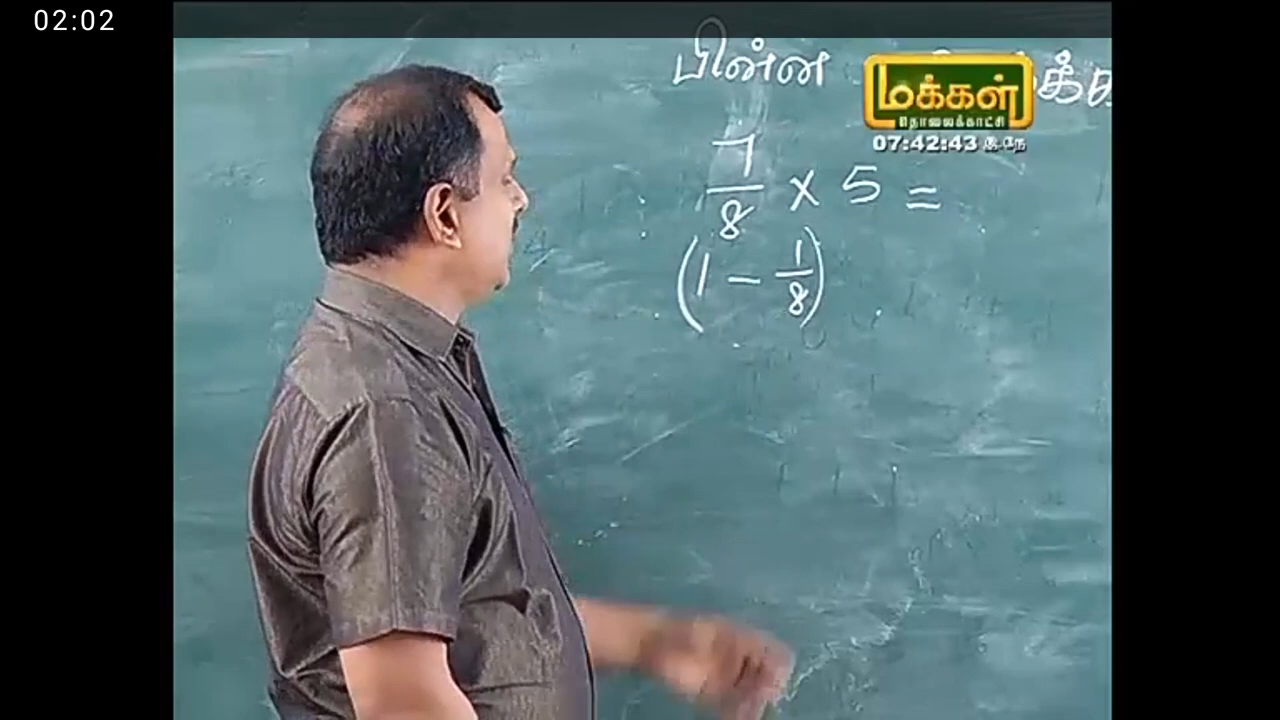 02:02
பின்ன
மக்கள்
தொலைக்காட்சி
07:42:43 இ.நே
7/8 × 5 =
(1 - 1/8)